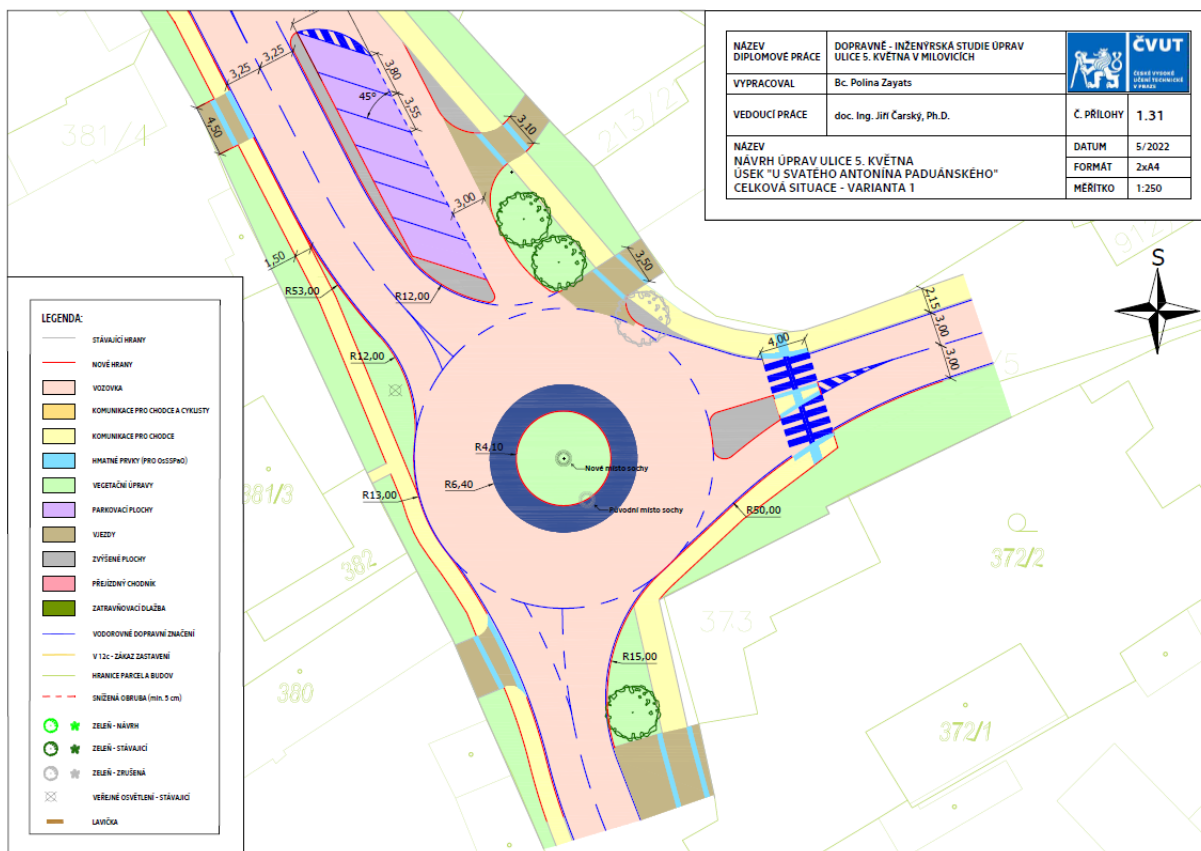 NÁZEV
DIPLOMOVÉ PRÁCE
DOPRAVNĚ - INŽENÝRSKÁ STUDIE ÚPRAV
ULICE 5. KVĚTNA V MILOVICÍCH
ČVUT
ČESKÉ VYSOKÉ
UČENÍ TECHNICKÉ
V PRAZE
VYPRACOVAL
Bc. Polina Zayats
VEDOUCÍ PRÁCE
doc. Ing. Jiří Čarský, Ph.D.
Č. PŘÍLOHY
1.31
NÁZEV
NÁVRH ÚPRAV ULICE 5. KVĚTNA
ÚSEK "U SVATÉHO ANTONÍNA PADUÁNSKÉHO"
CELKOVÁ SITUACE - VARIANTA 1
DATUM
5/2022
FORMÁT
2xA4
MĚŘÍTKO
1:250
3,25
3,25
3,80
45°
3,55
4,50
381/4
3,10
213/2
3,00
912/
3,50
S
1,50
R53,00
R12,00
R12,00
2,15
3,00
3,00
4,00
/5
R4,10
Nové místo sochy
R6,40
Původní místo sochy
R13,00
R50,00
381/3
382
372/2
373
R15,00
380
372/1
LEGENDA:
STÁVAJÍCÍ HRANY
NOVÉ HRANY
VOZOVKA
KOMUNIKACE PRO CHODCE A CYKLISTY
KOMUNIKACE PRO CHODCE
HMATNÉ PRVKY (PRO OsSSPaO)
VEGETAČNÍ ÚPRAVY
PARKOVACÍ PLOCHY
VJEZDY
ZVÝŠENÉ PLOCHY
PŘEJÍZDNÝ CHODNÍK
ZATRAVŇOVACÍ DLAŽBA
VODOROVNÉ DOPRAVNÍ ZNAČENÍ
V 12c - ZÁKAZ ZASTAVENÍ
HRANICE PARCEL A BUDOV
SNÍŽENÁ OBRUBA (min. 5 cm)
ZELEŇ - NÁVRH
ZELEŇ - STÁVAJICÍ
ZELEŇ - ZRUŠENÁ
VEŘEJNÉ OSVĚTLENÍ - STÁVAJICÍ
LAVIČKA